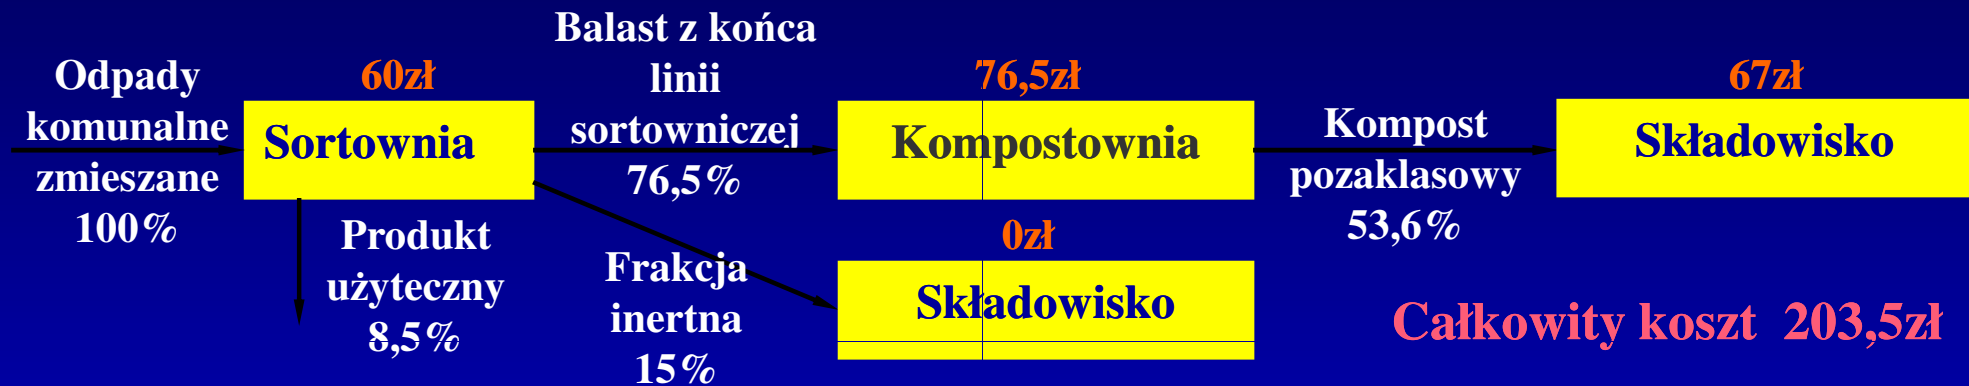 Odpady
komunalne
zmieszane
100%
60zł
Sortownia
Produkt
użyteczny
8,5%
Balast z końca
linii
sortowniczej
76,5%
Frakcja
inertna
15%
76,5zł
Kompostownia
0zł
Składowisko
Kompost
pozaklasowy
53,6%
67zł
Składowisko
Całkowity koszt 203,5zł